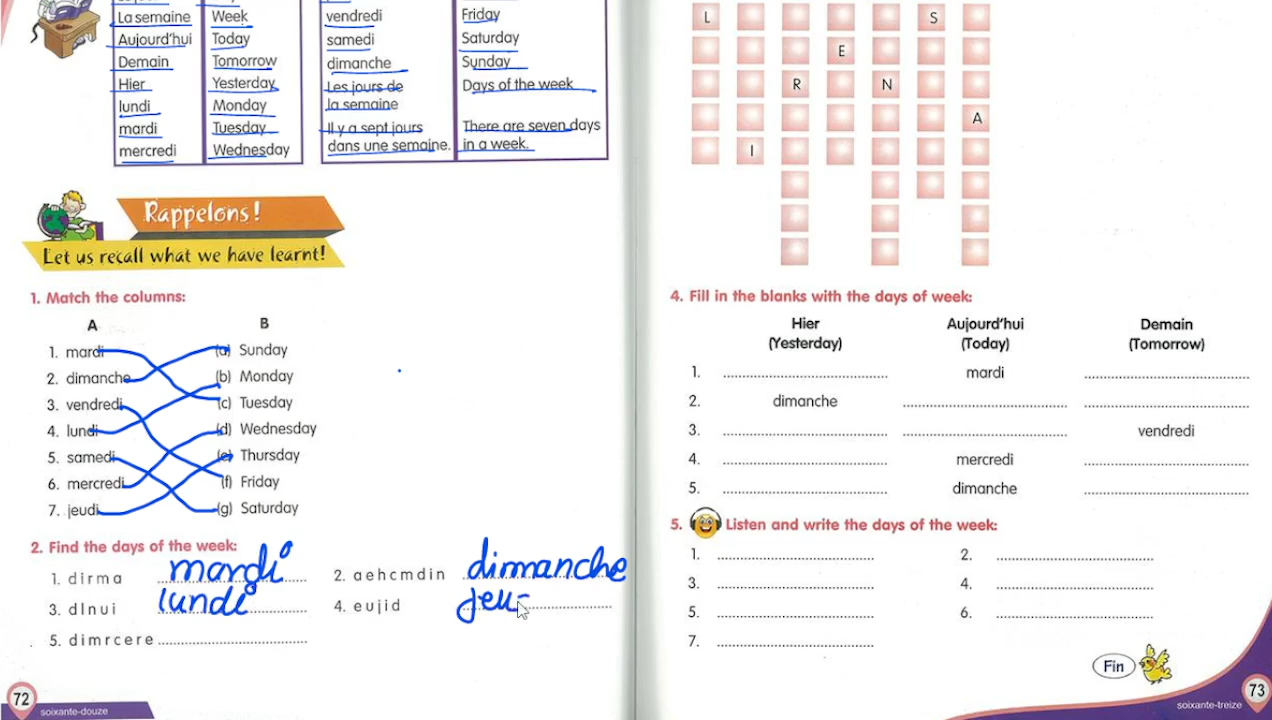 La semaine Week
Aujourd'hui Today
Demain Tomorrow
Hier Yesterday
lundi Monday
mardi Tuesday
mercredi Wednesday
vendredi Friday
samedi Saturday
dimanche Sunday
Les jours de Days of the week
la semaine
Il y a sept jours There are seven days
dans une semaine. in a week.
Rappelons!
Let us recall what we have learnt!
1. Match the columns:
A B
1. mardi (a) Sunday
2. dimanche (b) Monday
3. vendredi (c) Tuesday
4. lundi (d) Wednesday
5. samedi (e) Thursday
6. mercredi (f) Friday
7. jeudi (g) Saturday
2. Find the days of the week:
1. d i r m a mardi 2. a e h c m d i n dimanche
3. d l n u i lundi 4. e u j i d jeu
5. d i m r c e r e
72
soixante-douze
L S
E
R N
A
I
4. Fill in the blanks with the days of week:
Hier Aujourd'hui Demain
(Yesterday) (Today) (Tomorrow)
1. mardi
2. dimanche
3. vendredi
4. mercredi
5. dimanche
5. Listen and write the days of the week:
1. 2.
3. 4.
5. 6.
7.
Fin
73
soixante-treize